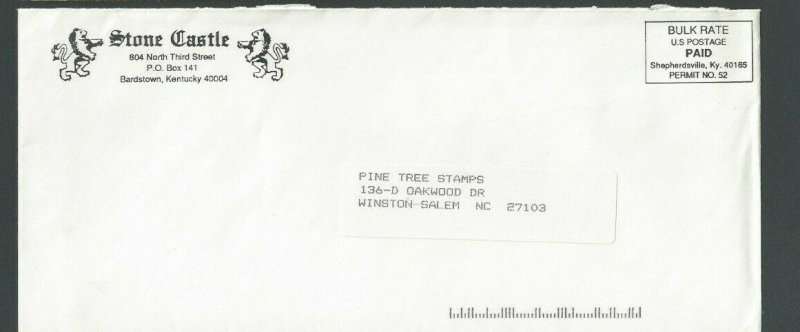 Stone Castle
804 North Third Street
P.O. Box 141
Bardstown, Kentucky 40004
BULK RATE
U.S POSTAGE
PAID
Shepherdsville, Ky. 40165
PERMIT NO. 52
PINE TREE STAMPS
136-D OAKWOOD DR
WINSTON-SALEM NC 27103